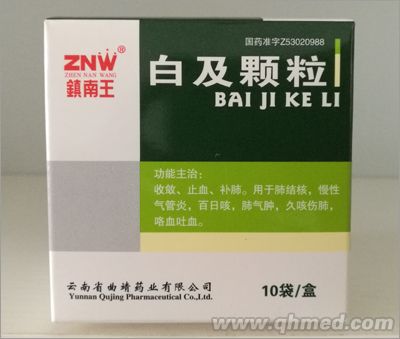 国药准字Z53020988
ZNW®
ZHEN NAN WANG
鎮南王
白及颗粒
BAI JI KE LI
功能主治：
收敛、止血、补肺。用于肺结核，慢性
气管炎，百日咳，肺气肿，久咳伤肺，
咯血吐血。
云南省曲靖药业有限公司
Yunnan Qujing Pharmaceutical Co.,Ltd.
10袋/盒
www.qhmed.com